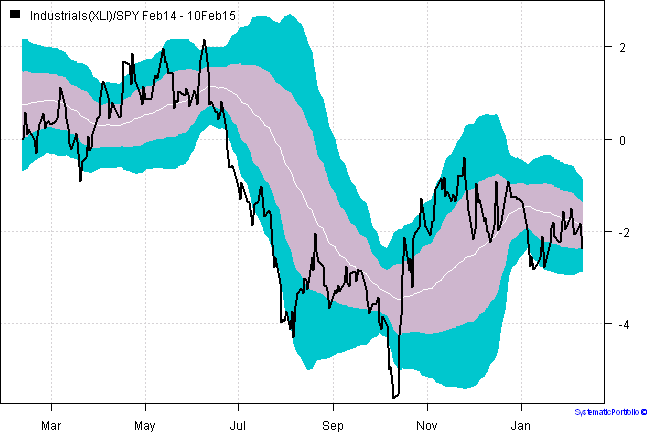 Industrials(XLI)/SPY Feb14 - 10Feb15
2
0
-2
-4
SystematicPortfolio ©
Mar May Jul Sep Nov Jan